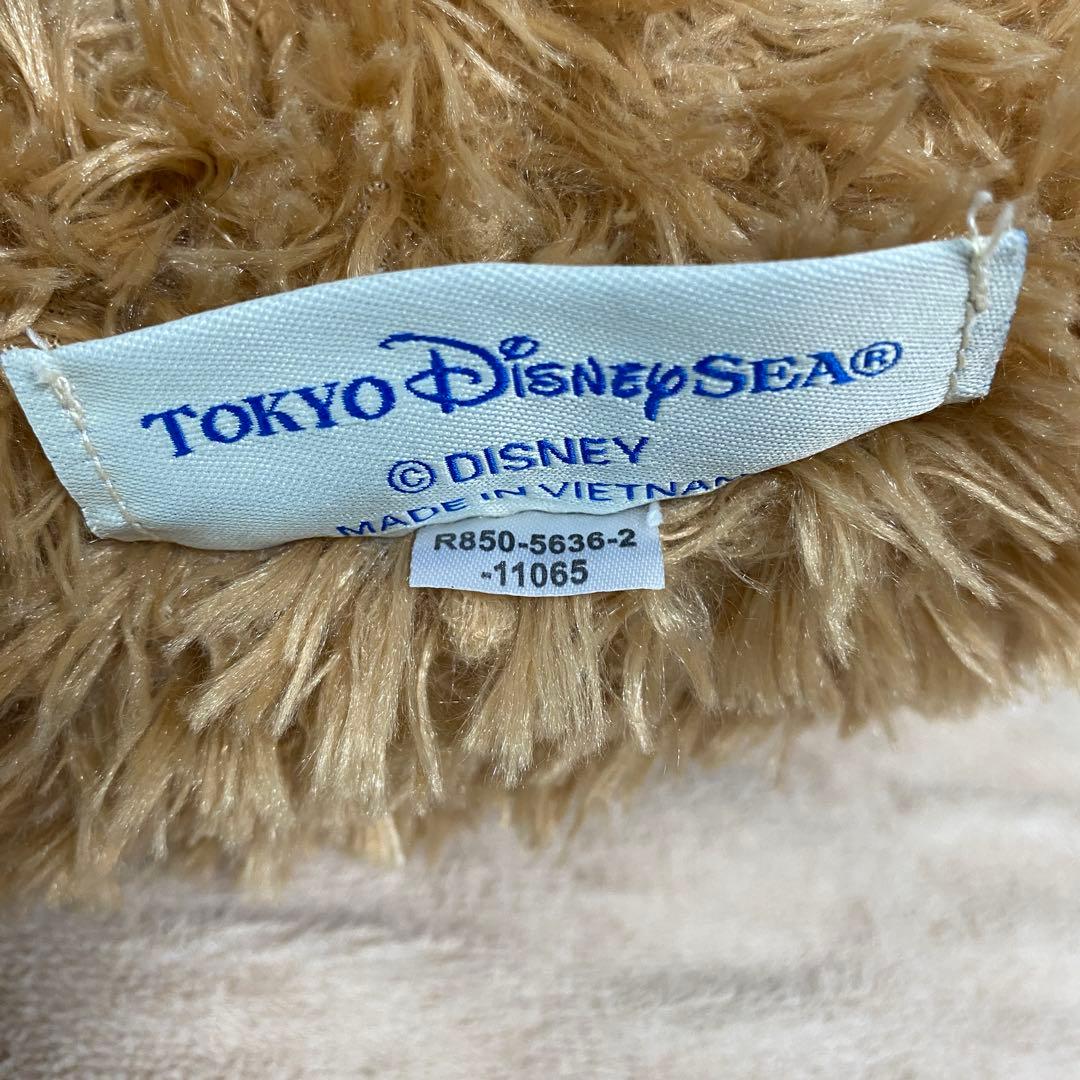 TOKYO DISNEYSEA®
© DISNEY
MADE IN VIETNAM
R850-5636-2
-11065